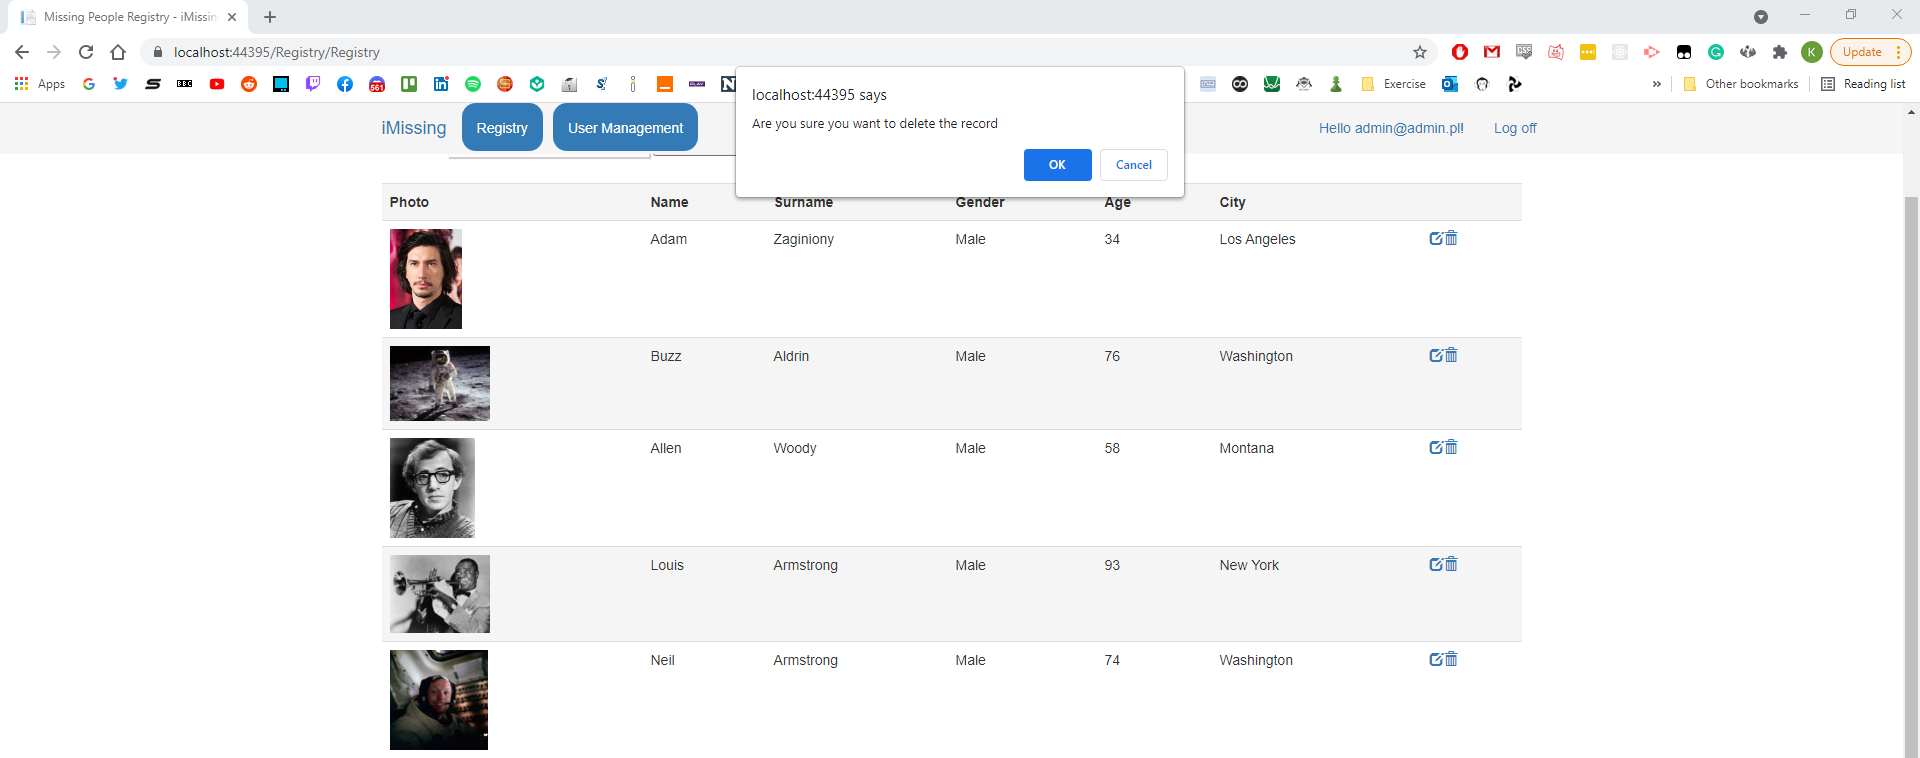 Missing People Registry - iMissin
localhost:44395/Registry/Registry
Update
Apps
BBC
561
Exercise
Other bookmarks
Reading list
localhost:44395 says
Are you sure you want to delete the record
OK
Cancel
iMissing
Registry
User Management
Hello admin@admin.pl!
Log off
Photo Name Surname Gender Age City
Adam Zaginiony Male 34 Los Angeles
Buzz Aldrin Male 76 Washington
Allen Woody Male 58 Montana
Louis Armstrong Male 93 New York
Neil Armstrong Male 74 Washington